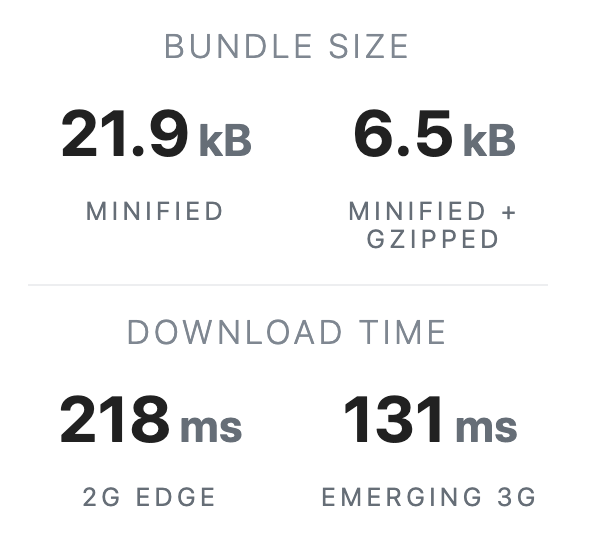 BUNDLE SIZE
21.9 kB
6.5 kB
MINIFIED
MINIFIED +
GZIPPED
DOWNLOAD TIME
218 ms
131 ms
2G EDGE
EMERGING 3G